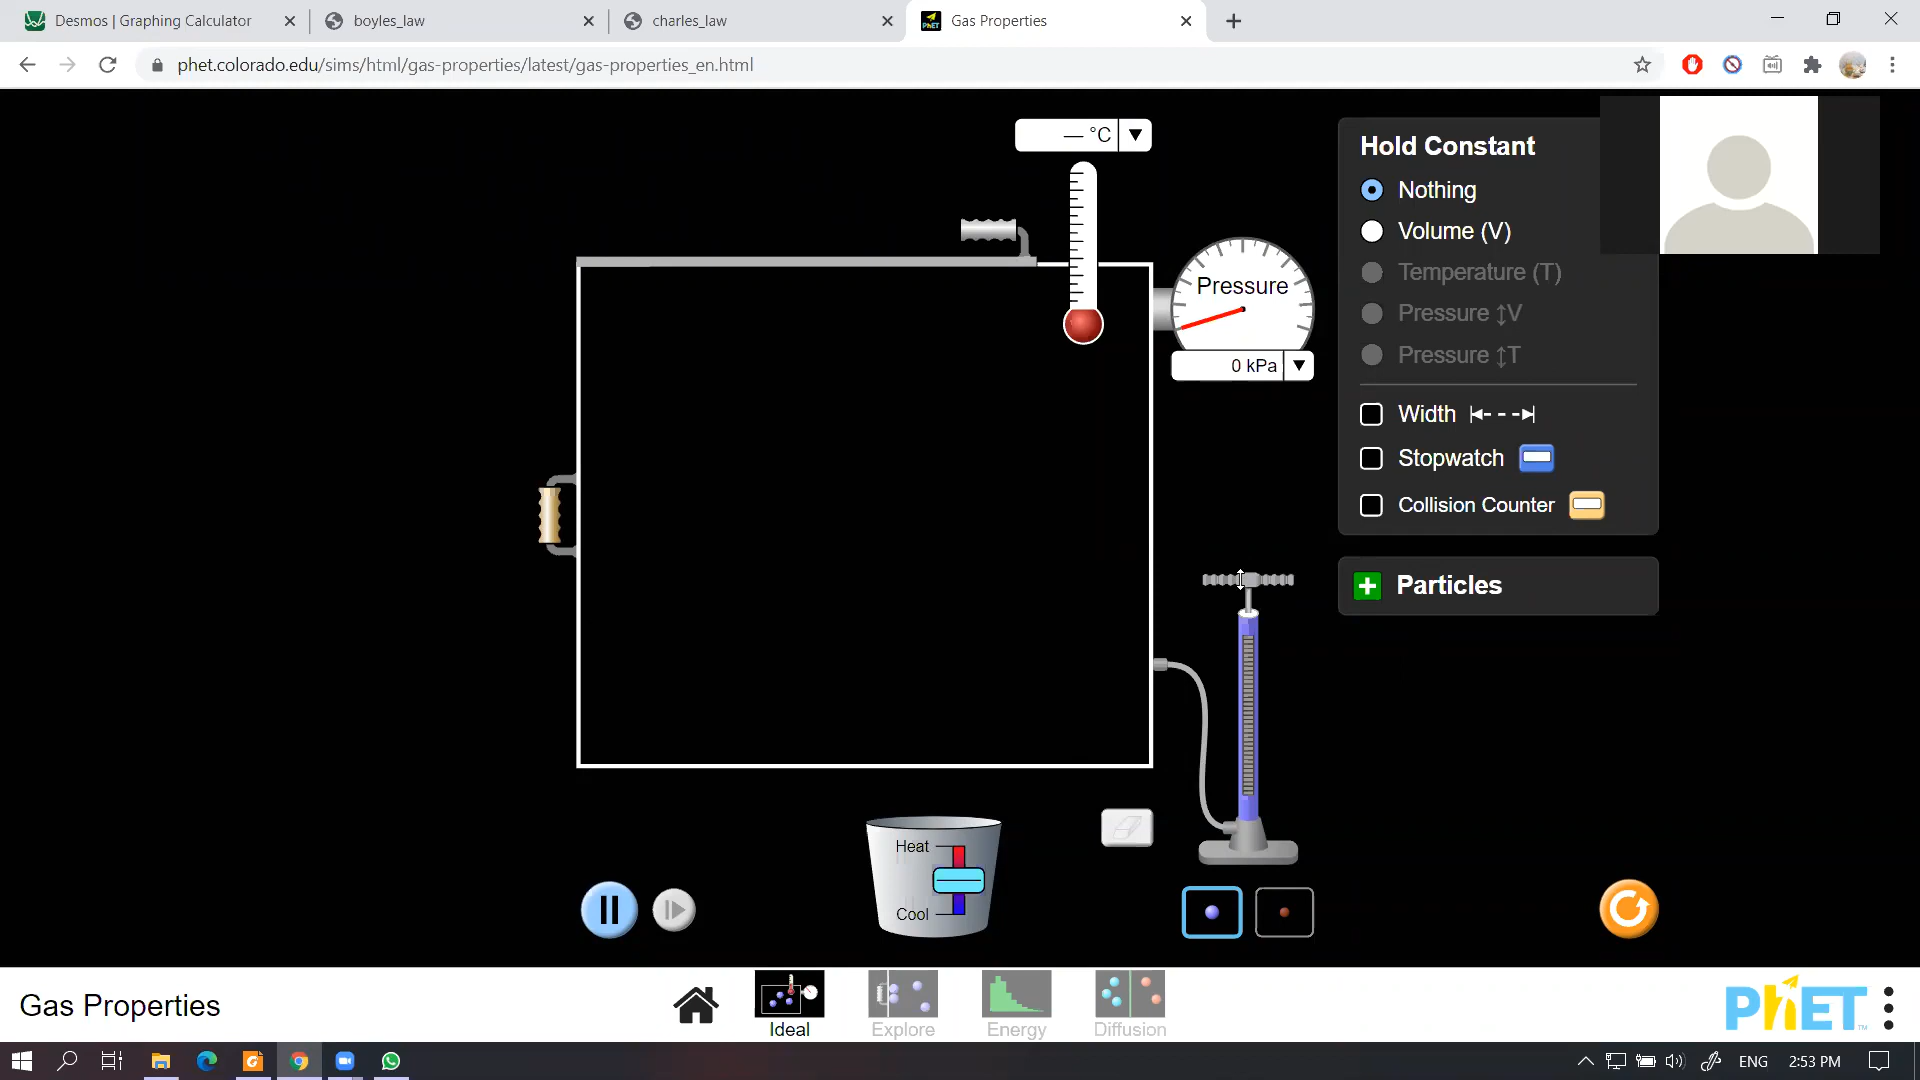 Desmos | Graphing Calculator
boyles_law
charles_law
Gas Properties
phet.colorado.edu/sims/html/gas-properties/latest/gas-properties_en.html
— °C
Hold Constant
Nothing
Volume (V)
Temperature (T)
Pressure ↕V
Pressure ↕T
Pressure
0 kPa
Width
Stopwatch
Collision Counter
Particles
Heat
Cool
Gas Properties
Ideal
Explore
Energy
Diffusion
PhET
ENG
2:53 PM